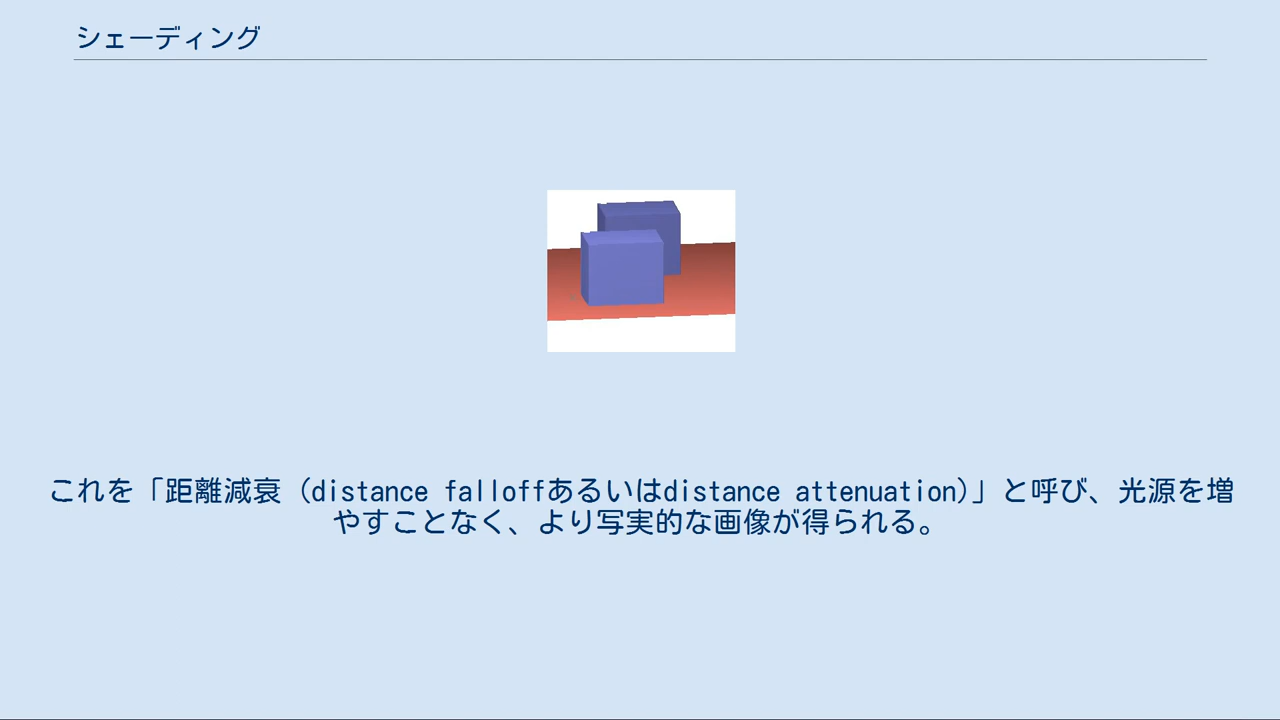 シェーディング
これを「距離減衰（distance falloffあるいはdistance attenuation)」と呼び、光源を増
やすことなく、より写実的な画像が得られる。